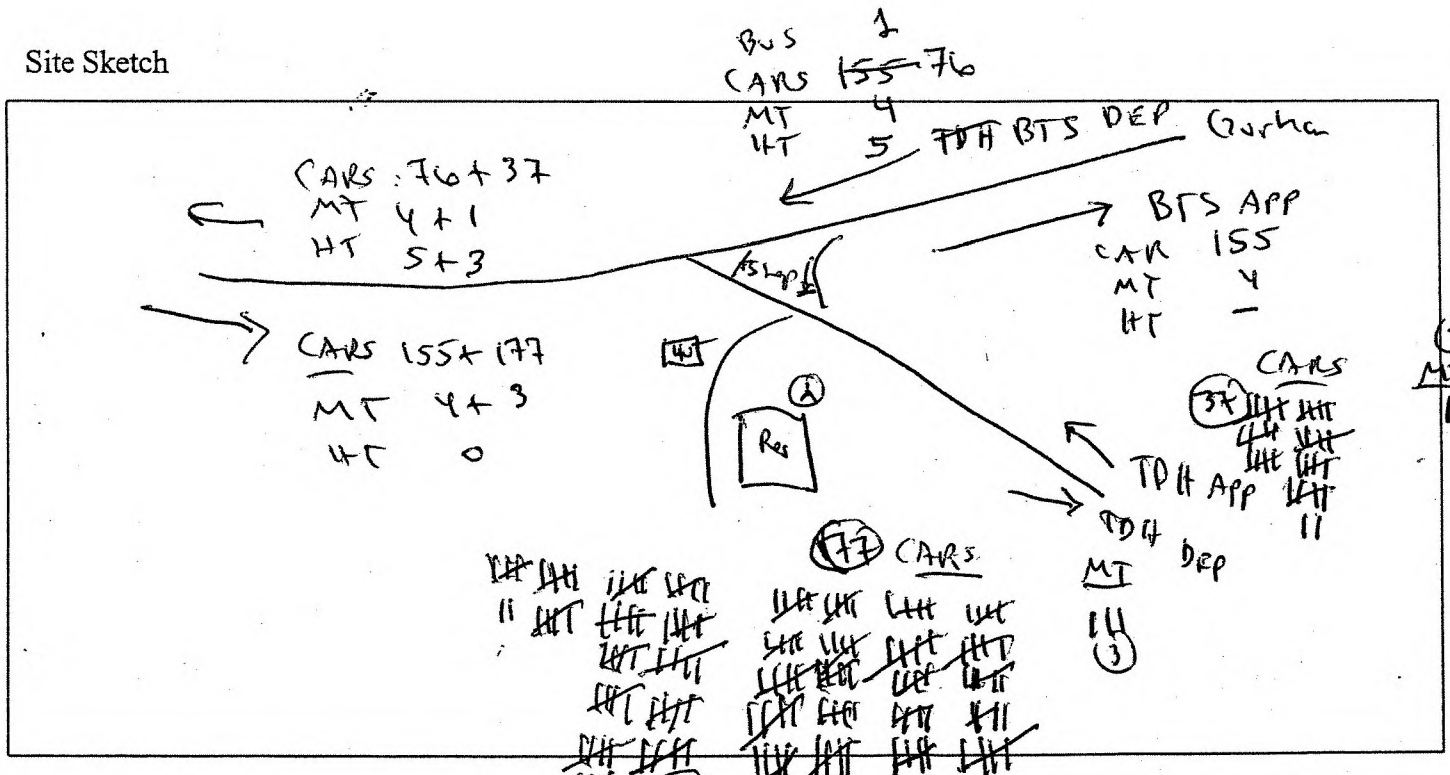 Site Sketch
BUS 1
CARS 155 76
MT 4
HT 5
TDH BTS DEP
CARS: 76+37
MT 4+1
HT 5+3
BTS APP
CAR 155
MT 4
HT —
CARS 155+177
MT 4+3
HT 0
Res
CARS
37
TDH APP
TDH DEP
177 CARS
MT
III
3